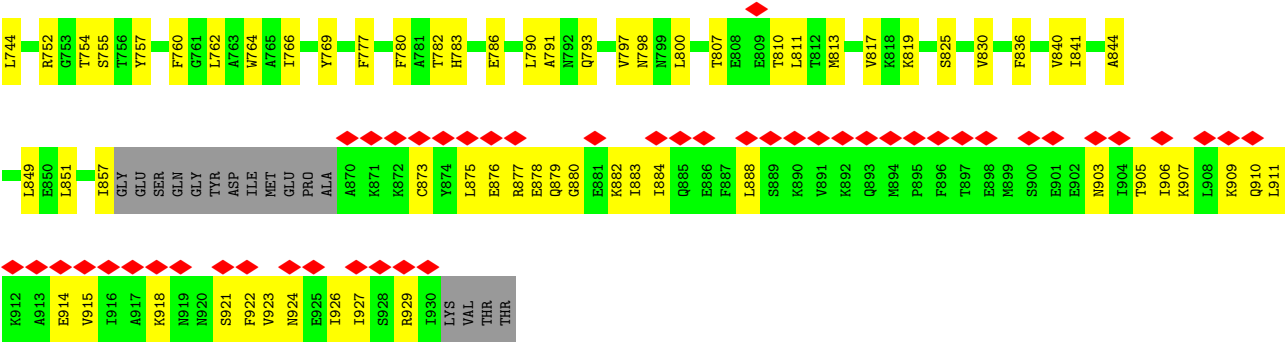 L744 R752 G753 T754 S755 T756 Y757 F760 G761 L762 A763 W764 A765 I766 Y769 F777 F780 A781 T782 H783 E786 L790 A791 N792 Q793 V797 N798 N799 L800 T807 E808 E809 T810 L811 T812 M813 V817 K818 K819 S825 V830 F836 V840 I841 A844
L849 E850 L851 I857 GLY GLU SER GLN GLY TYR ASP ILE MET GLU PRO ALA A870 K871 K872 C873 Y874 L875 E876 R877 E878 Q879 G880 E881 K882 I883 I884 Q885 E886 F887 L888 S889 K890 V891 K892 Q893 M894 P895 F896 T897 E898 M899 S900 E901 E902 N903 I904 T905 I906 K907 L908 K909 Q910 L911
K912 A913 E914 V915 I916 A917 K918 N919 N920 S921 F922 V923 N924 E925 I926 I927 S928 R929 I930 LYS VAL THR THR